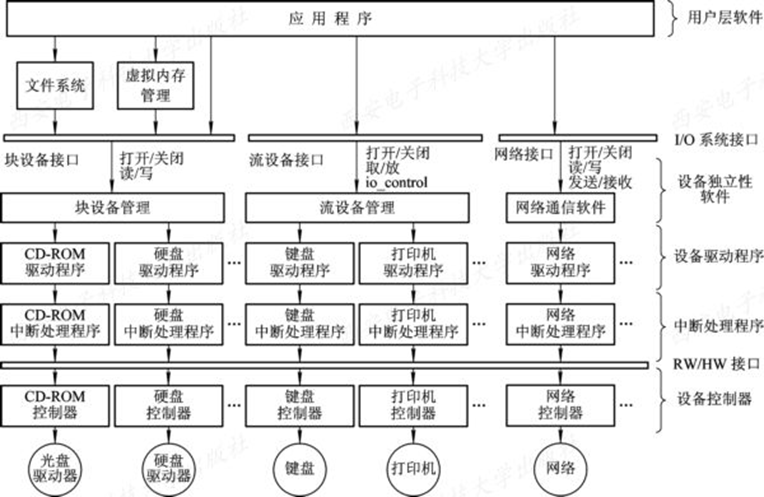 应 用 程 序
用户层软件
文件系统
虚拟内存
管理
I/O 系统接口
块设备接口
打开/关闭
读/写
流设备接口
打开/关闭
取/放
io_control
网络接口
打开/关闭
读/写
发送/接收
设备独立性
软件
块设备管理
流设备管理
网络通信软件
CD-ROM
驱动程序
硬盘
驱动程序
…
键盘
驱动程序
打印机
驱动程序
…
网络
驱动程序
…
设备驱动程序
CD-ROM
中断处理程序
硬盘
中断处理程序
…
键盘
中断处理程序
打印机
中断处理程序
…
网络
中断处理程序
…
中断处理程序
RW/HW 接口
CD-ROM
控制器
硬盘
控制器
…
键盘
控制器
打印机
控制器
…
网络
控制器
…
设备控制器
光盘
驱动器
硬盘
驱动器
键盘
打印机
网络
西安电子科技大学出版社